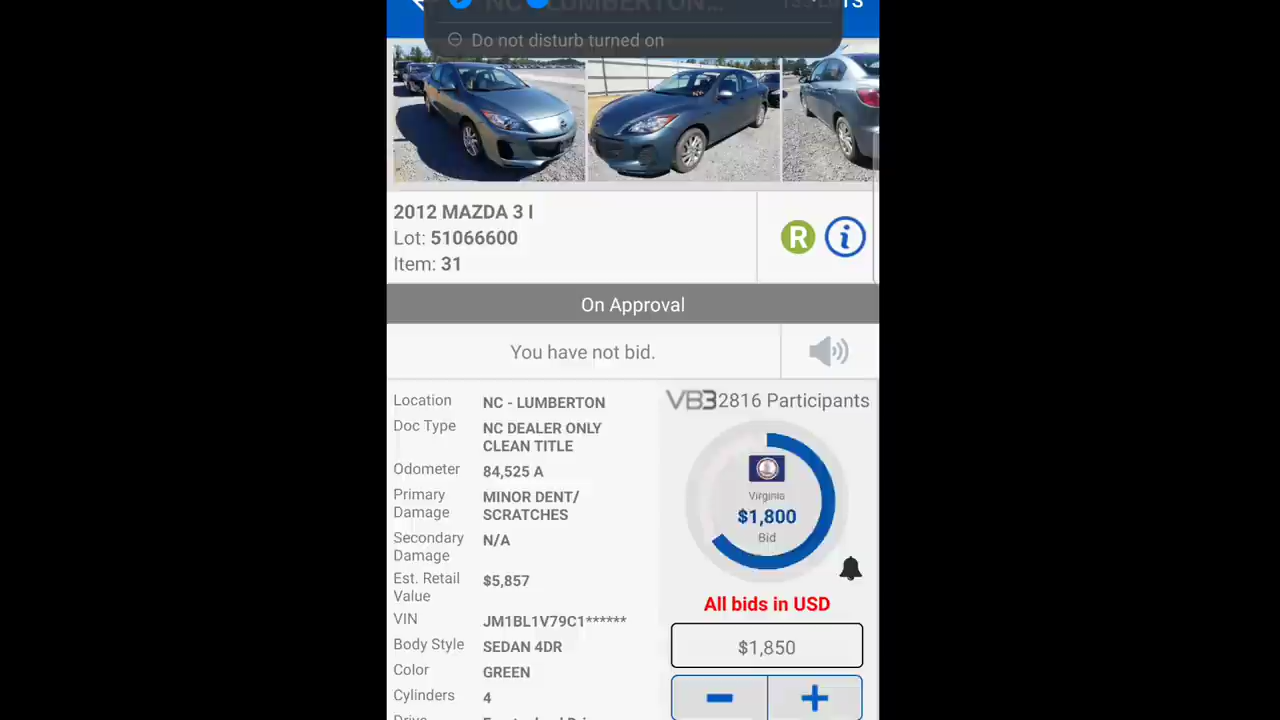 NC - LUMBERTON...
Do not disturb turned on
2012 MAZDA 3 I
Lot: 51066600
Item: 31
R i
On Approval
You have not bid.
Location NC - LUMBERTON
Doc Type NC DEALER ONLY
CLEAN TITLE
Odometer 84,525 A
Primary
Damage
MINOR DENT/
SCRATCHES
Secondary
Damage
N/A
Est. Retail
Value
$5,857
VIN JM1BL1V79C1******
Body Style SEDAN 4DR
Color GREEN
Cylinders 4
VB3 2816 Participants
Virginia
$1,800
Bid
All bids in USD
$1,850
- +